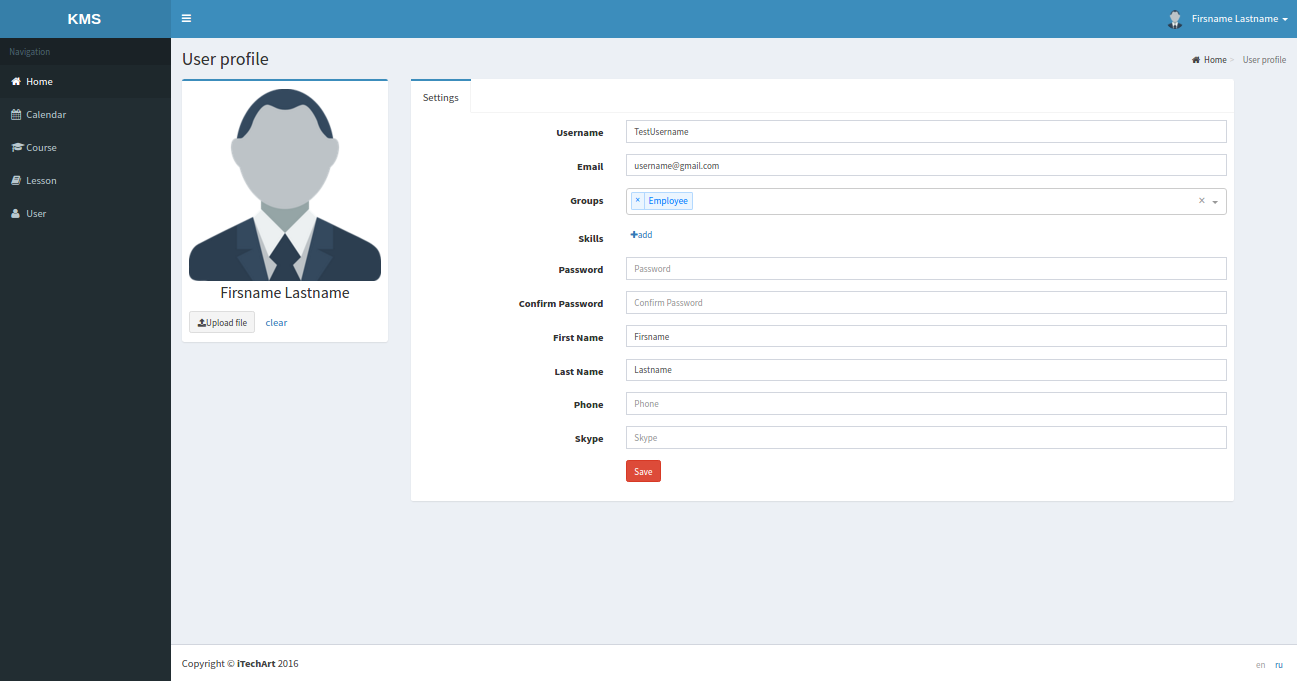 KMS
Firsname Lastname
Navigation
Home
Calendar
Course
Lesson
User
User profile
Home > User profile
Firsname Lastname
Upload file clear
Settings
Username TestUsername
Email username@gmail.com
Groups × Employee ×
Skills +add
Password Password
Confirm Password Confirm Password
First Name Firsname
Last Name Lastname
Phone Phone
Skype Skype
Save
Copyright © iTechArt 2016
en ru